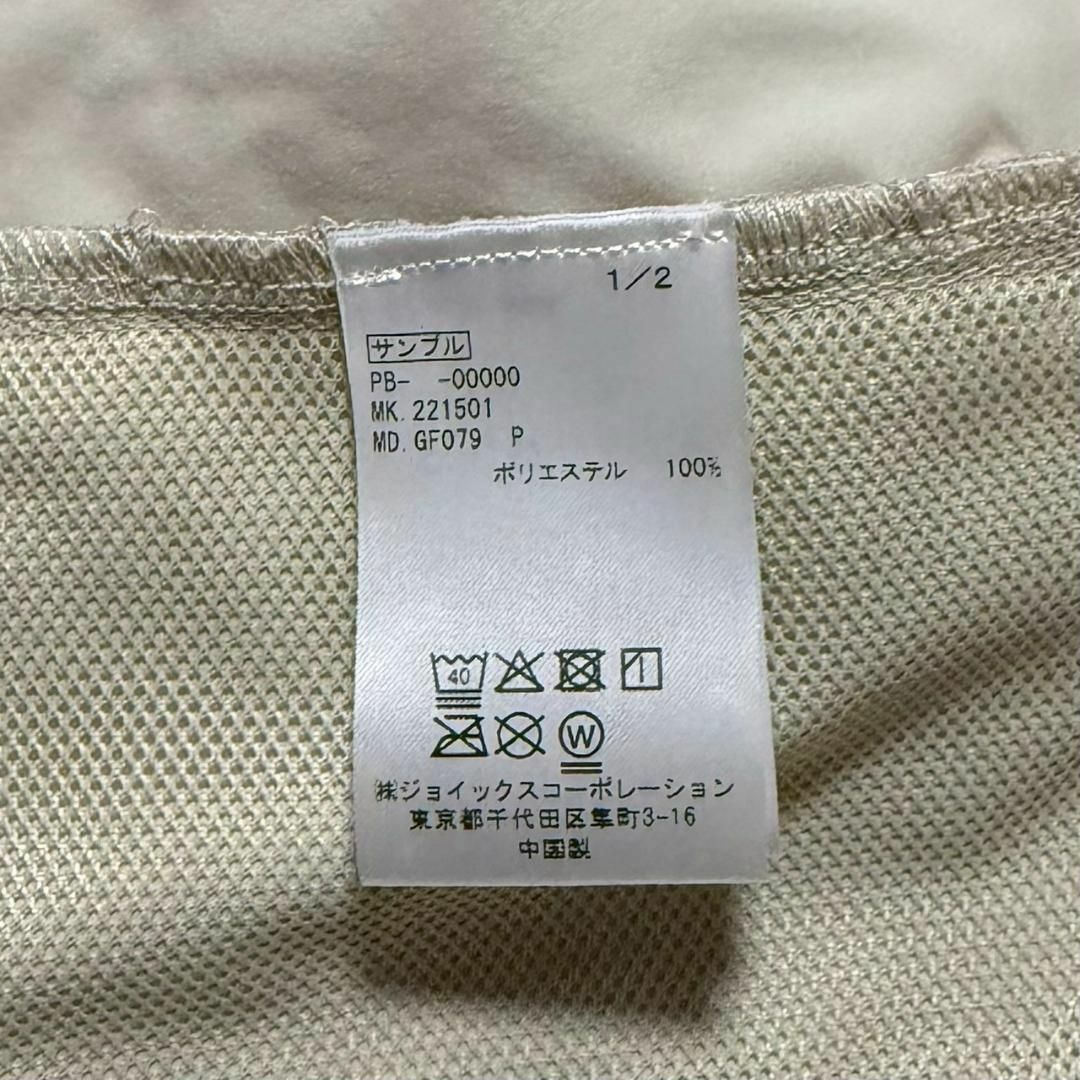 1/2
サンプル
PB- -00000
MK.221501
MD.GF079 P
ポリエステル 100%
40
W
㈱ジョイックスコーポレーション
東京都千代田区隼町3-16
中国製